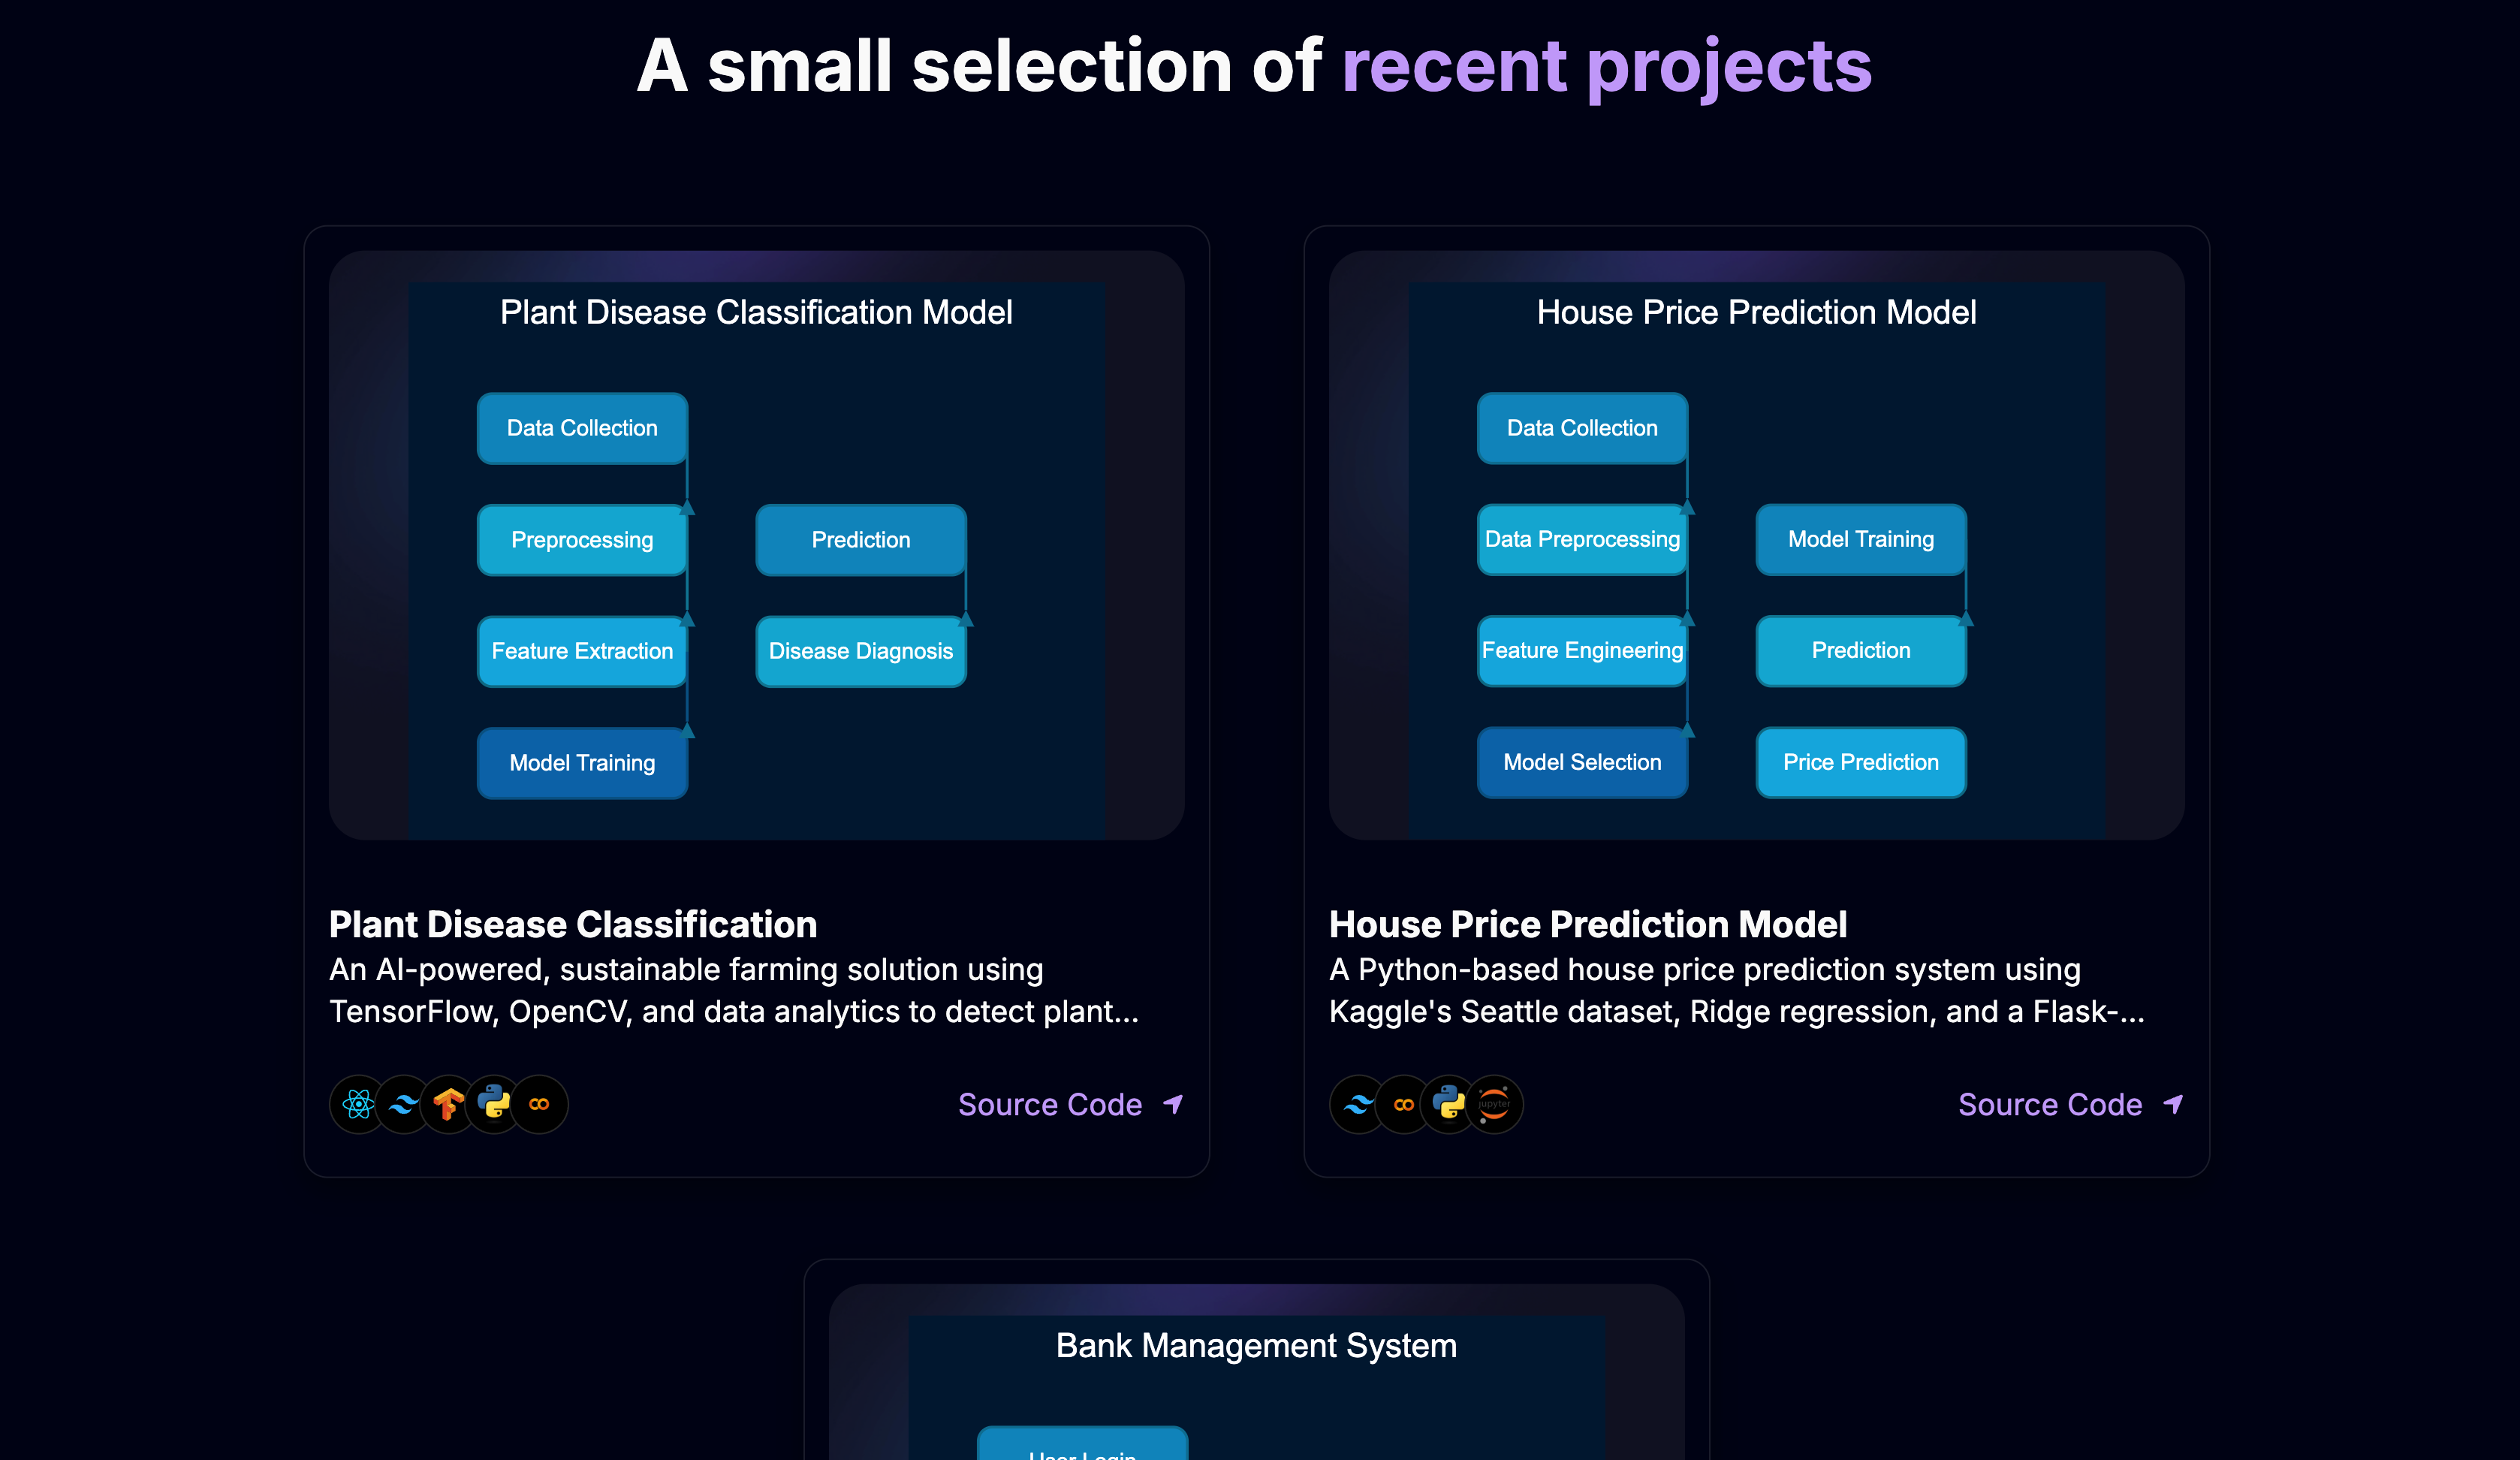 A small selection of recent projects
Plant Disease Classification Model
Data Collection
Preprocessing
Prediction
Feature Extraction
Disease Diagnosis
Model Training
Plant Disease Classification
An AI-powered, sustainable farming solution using
TensorFlow, OpenCV, and data analytics to detect plant...
Source Code
House Price Prediction Model
Data Collection
Data Preprocessing
Model Training
Feature Engineering
Prediction
Model Selection
Price Prediction
House Price Prediction Model
A Python-based house price prediction system using
Kaggle's Seattle dataset, Ridge regression, and a Flask-...
jupyter
Source Code
Bank Management System
User Login